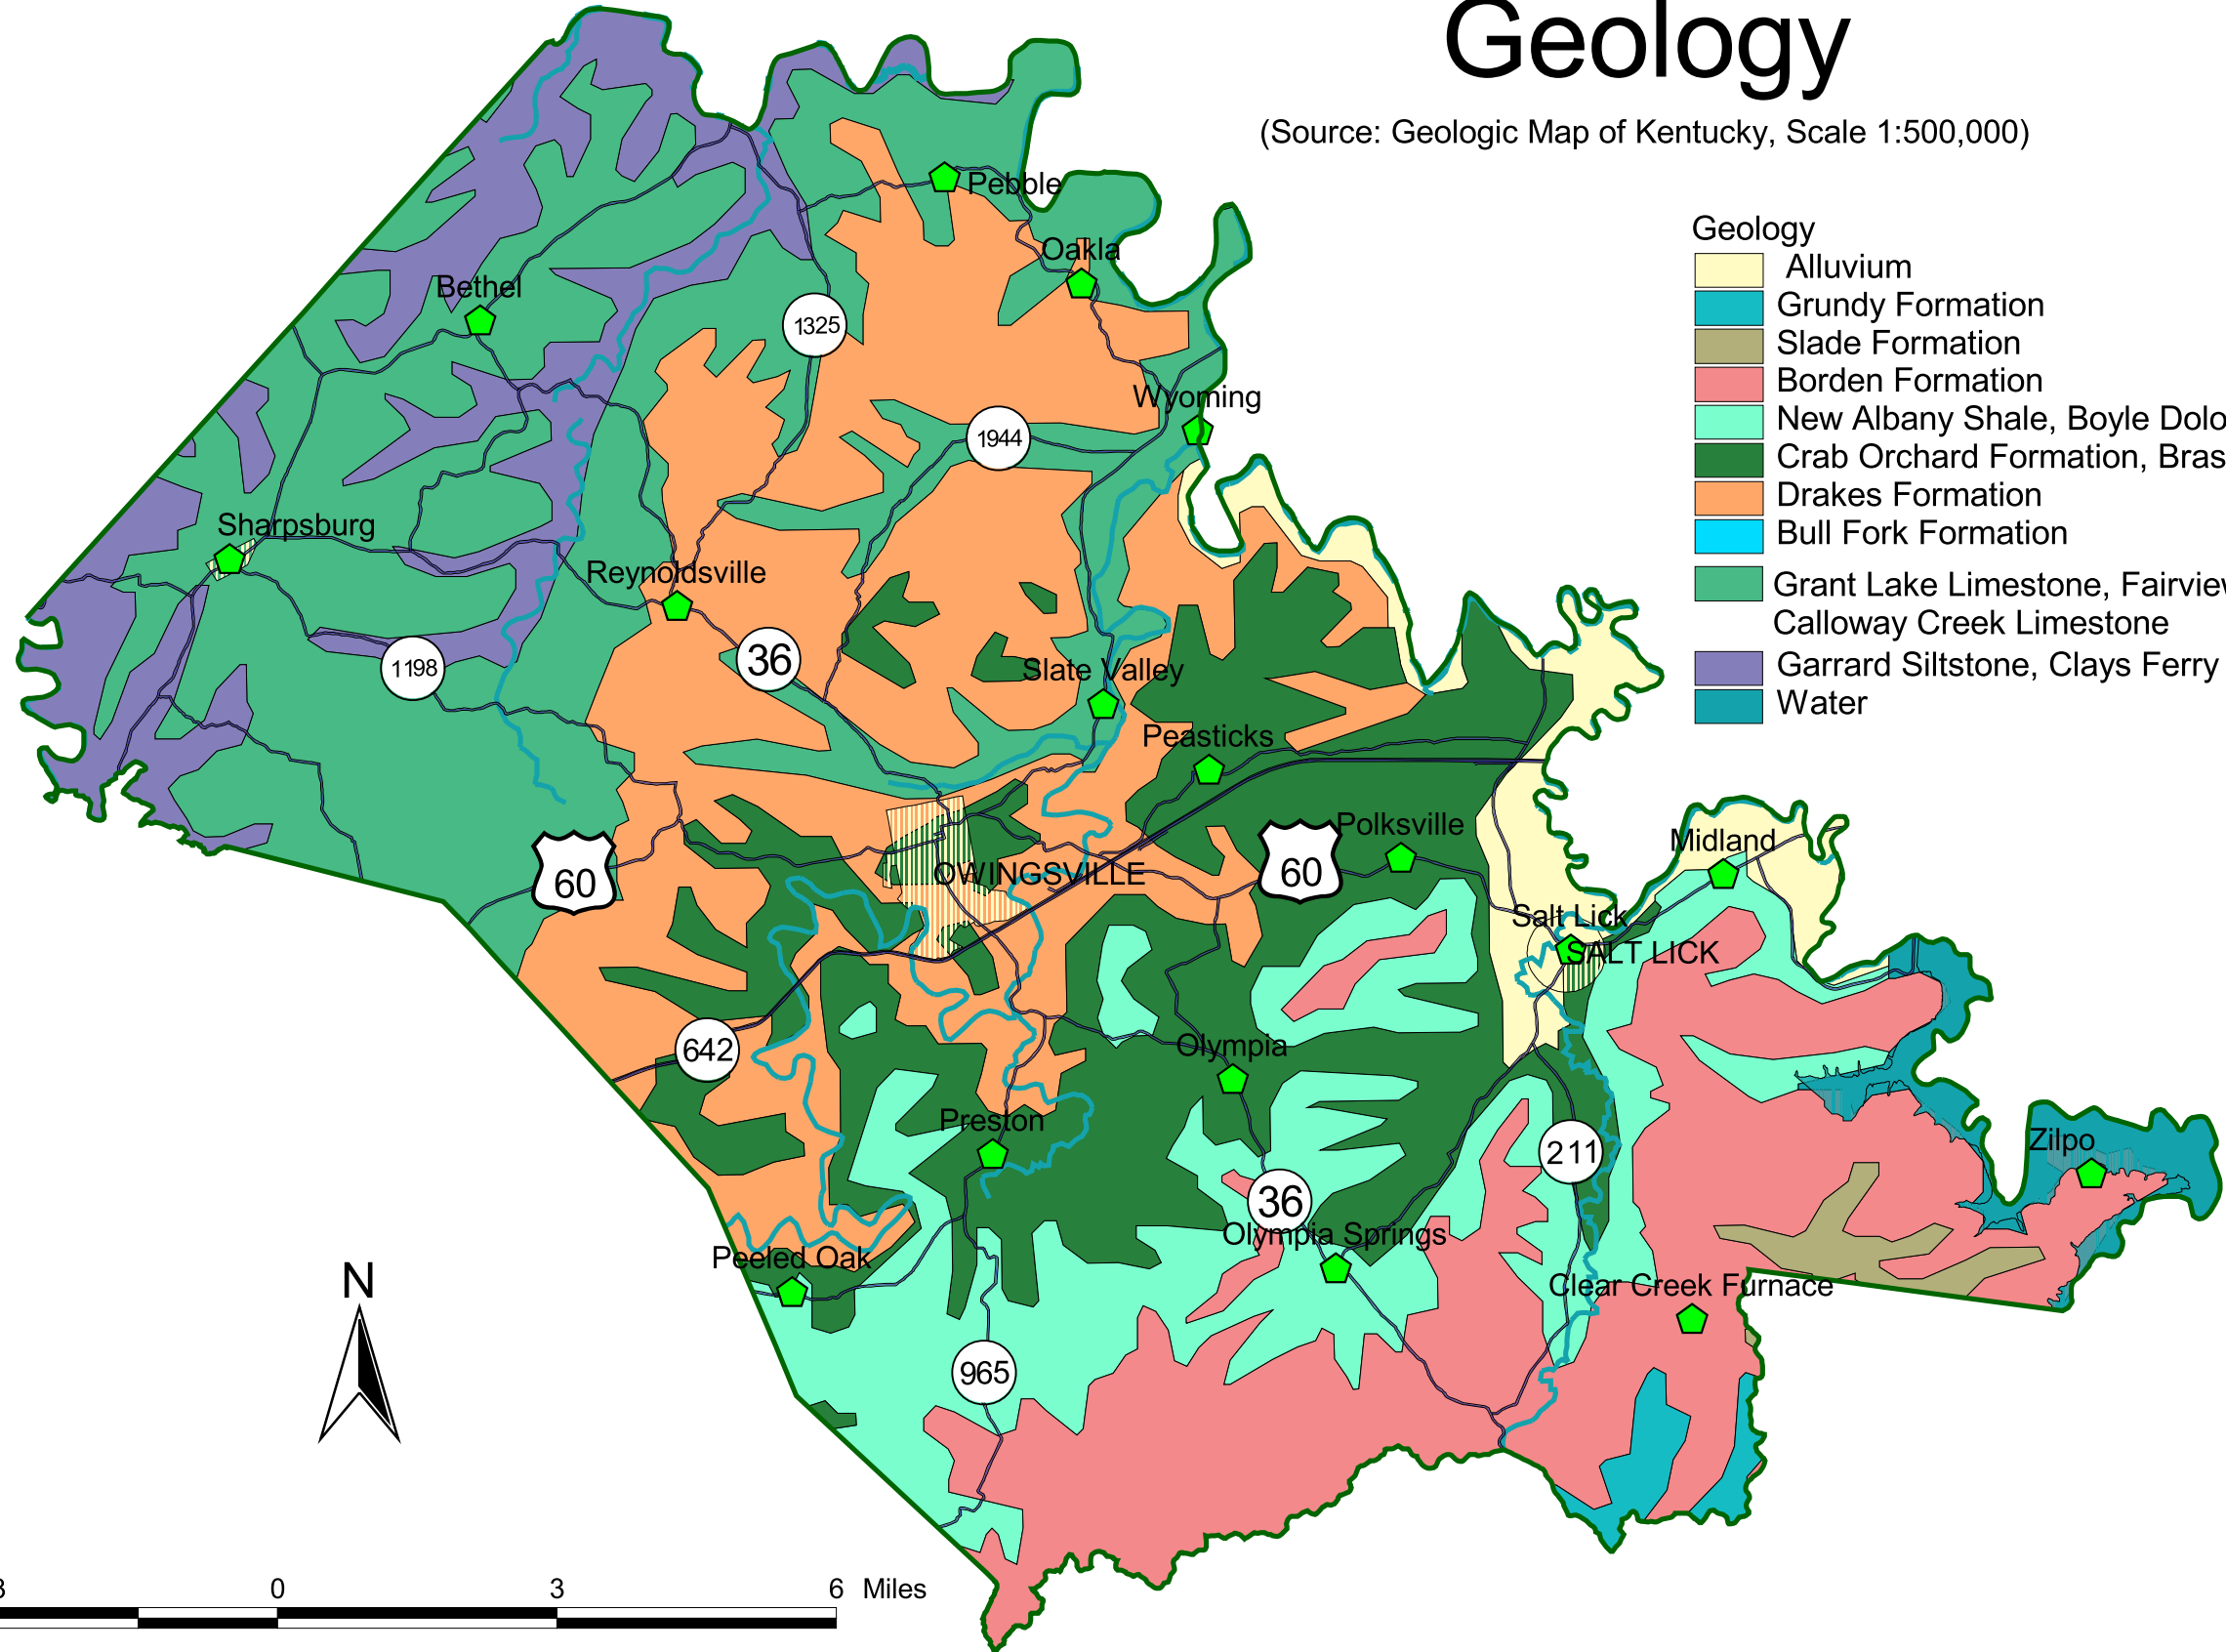 Geology
(Source: Geologic Map of Kentucky, Scale 1:500,000)
Geology
Alluvium
Grundy Formation
Slade Formation
Borden Formation
New Albany Shale, Boyle Dolo
Crab Orchard Formation, Bras
Drakes Formation
Bull Fork Formation
Grant Lake Limestone, Fairview
Calloway Creek Limestone
Garrard Siltstone, Clays Ferry
Water
Pebble
Oakla
Bethel
1325
Wyoming
1944
Sharpsburg
Reynoldsville
36
1198
Slate Valley
Peasticks
Polksville
Midland
60
60
OWINGSVILLE
Salt Lick
SALT LICK
642
Olympia
Preston
211
Zilpo
36
Olympia Springs
Peeled Oak
Clear Creek Furnace
N
965
3 0 3 6 Miles